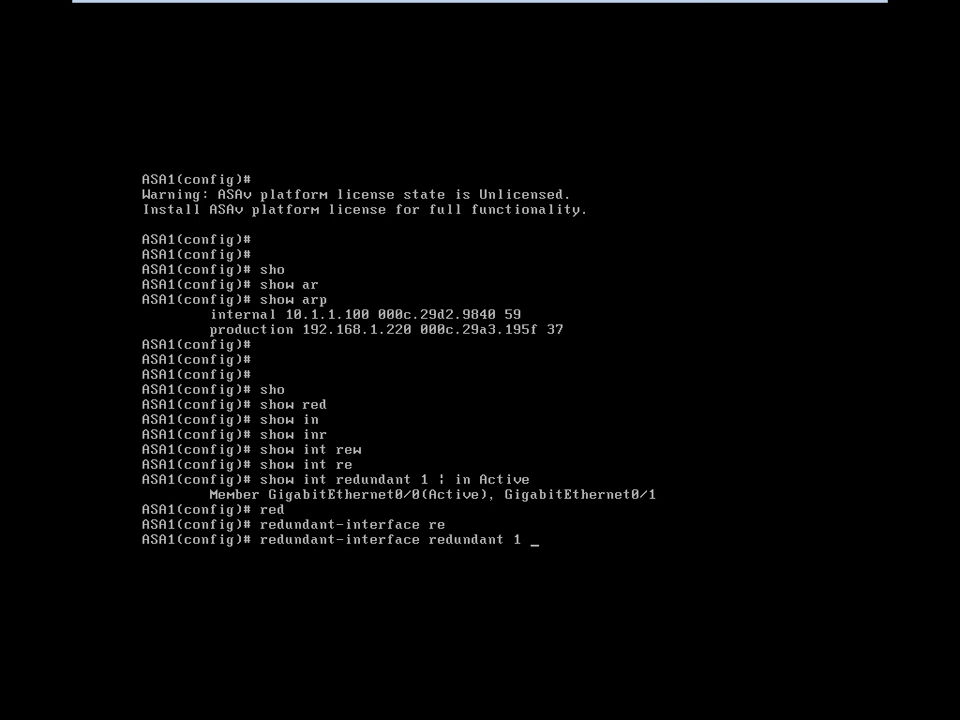 ASA1(config)#
Warning: ASAv platform license state is Unlicensed.
Install ASAv platform license for full functionality.
ASA1(config)#
ASA1(config)#
ASA1(config)# sho
ASA1(config)# show ar
ASA1(config)# show arp
internal 10.1.1.100 000c.29d2.9840 59
production 192.168.1.220 000c.29a3.195f 37
ASA1(config)#
ASA1(config)#
ASA1(config)#
ASA1(config)# sho
ASA1(config)# show red
ASA1(config)# show in
ASA1(config)# show inr
ASA1(config)# show int rew
ASA1(config)# show int re
ASA1(config)# show int redundant 1 | in Active
Member GigabitEthernet0/0(Active), GigabitEthernet0/1
ASA1(config)# red
ASA1(config)# redundant-interface re
ASA1(config)# redundant-interface redundant 1 _